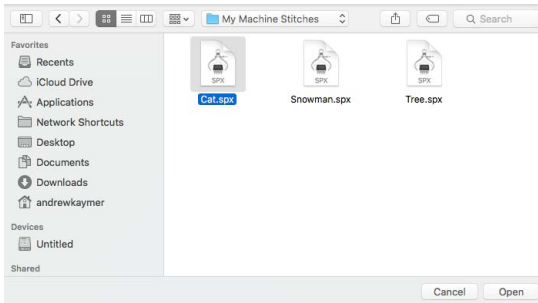 My Machine Stitches
Search
Favorites
Recents
iCloud Drive
Applications
Network Shortcuts
Desktop
Documents
Downloads
andrewkaymer
Devices
Untitled
Shared
SPX
SPX
SPX
Cat.spx
Snowman.spx
Tree.spx
Cancel
Open